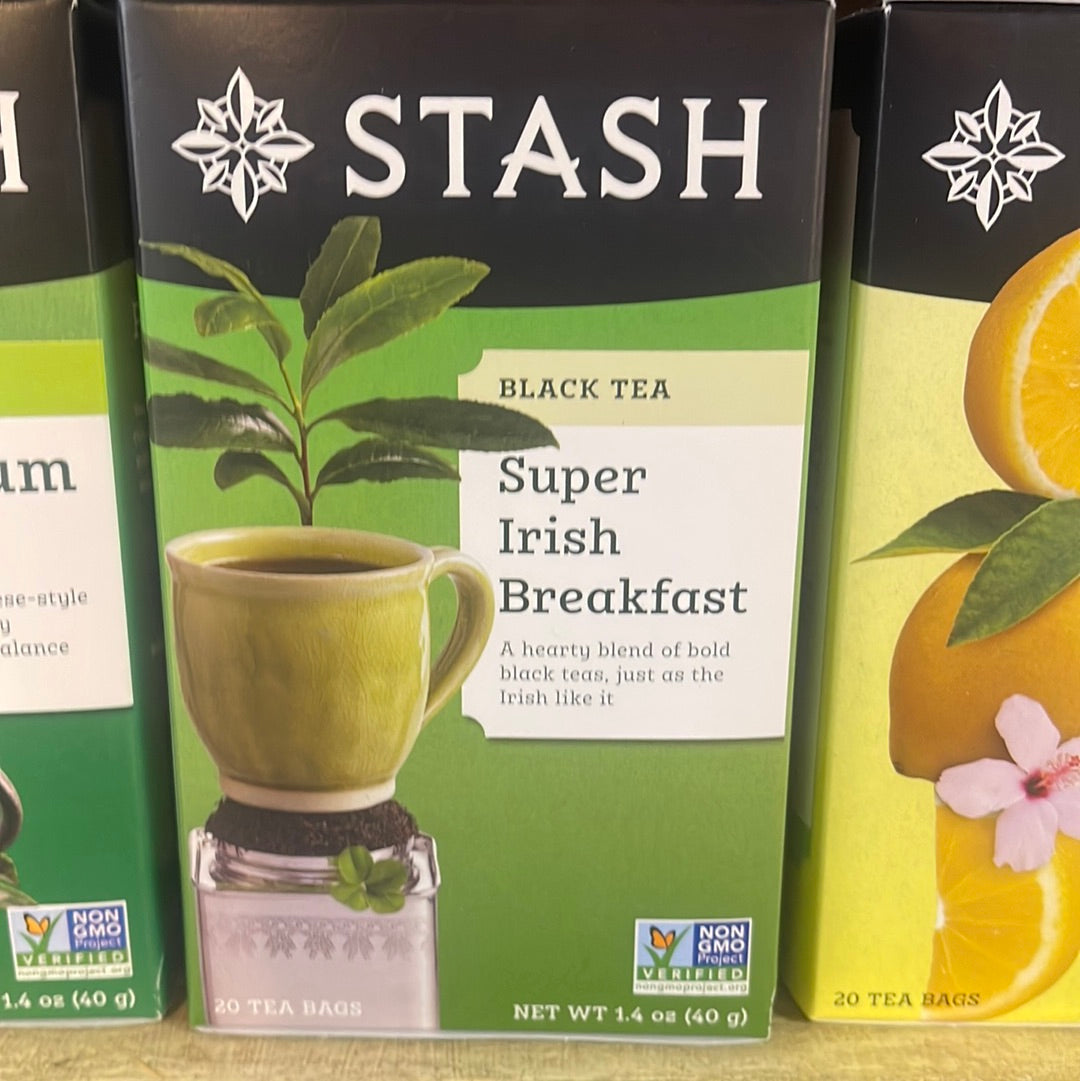 STASH
BLACK TEA
Super
Irish
Breakfast
A hearty blend of bold
black teas, just as the
Irish like it
NON
GMO
Project
VERIFIED
nongmoproject.org
20 TEA BAGS
NET WT 1.4 oz (40 g)
H
um
ese-style
y
alance
NON
GMO
Project
VERIFIED
nongmoproject.org
1.4 oz (40 g)
20 TEA BAGS